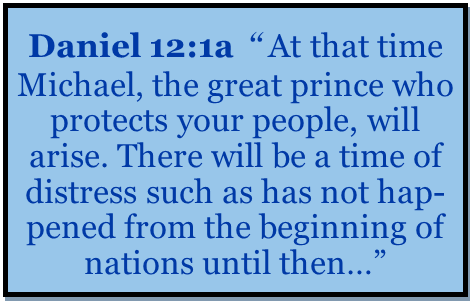 Daniel 12:1a “At that time
Michael, the great prince who
protects your people, will
arise. There will be a time of
distress such as has not hap-
pened from the beginning of
nations until then...”